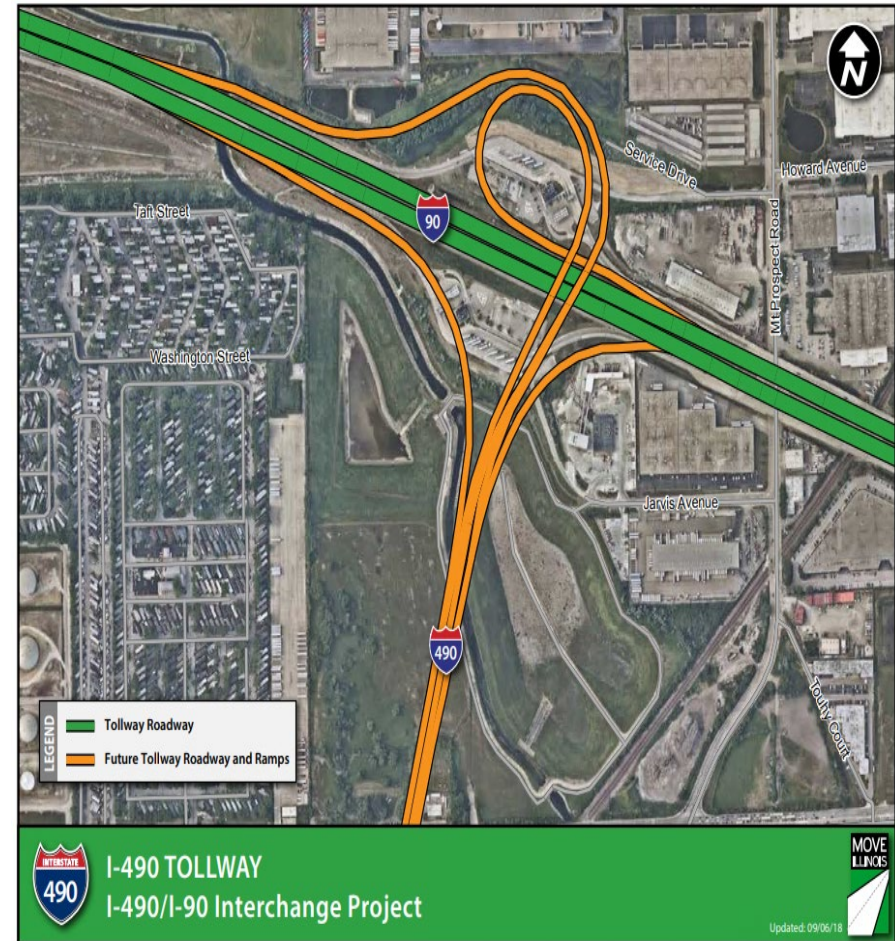 N
Service Drive
Howard Avenue
Taft Street
90
Mt Prospect Road
Washington Street
Jarvis Avenue
490
Touhy Court
LEGEND
Tollway Roadway
Future Tollway Roadway and Ramps
INTERSTATE
490
I-490 TOLLWAY
I-490/I-90 Interchange Project
Updated: 09/06/18
MOVE
ILLINOIS